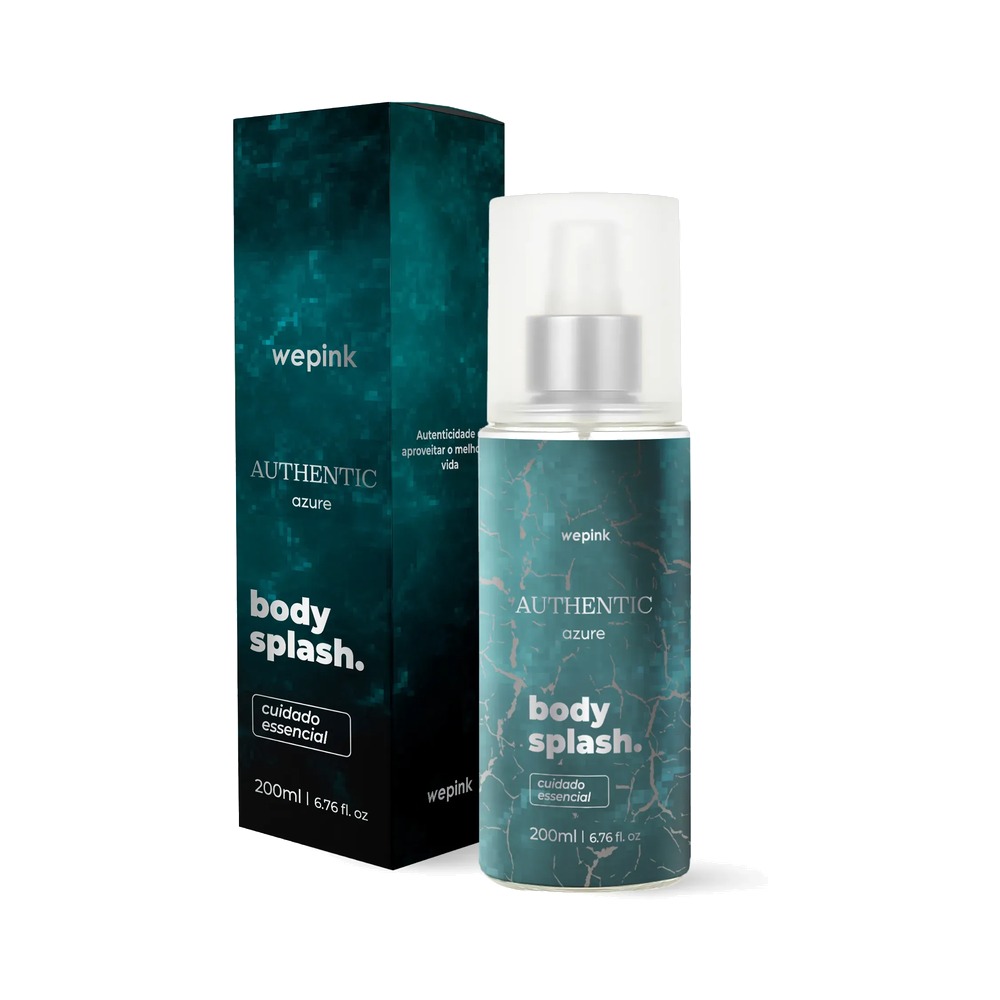 wepink
AUTHENTIC
azure
body
splash.
cuidado
essencial
200ml | 6.76 fl. oz
Autenticidade
aproveitar o
vida
wepink
wepink
AUTHENTIC
azure
body
splash.
cuidado
essencial
200ml | 6.76 fl. oz